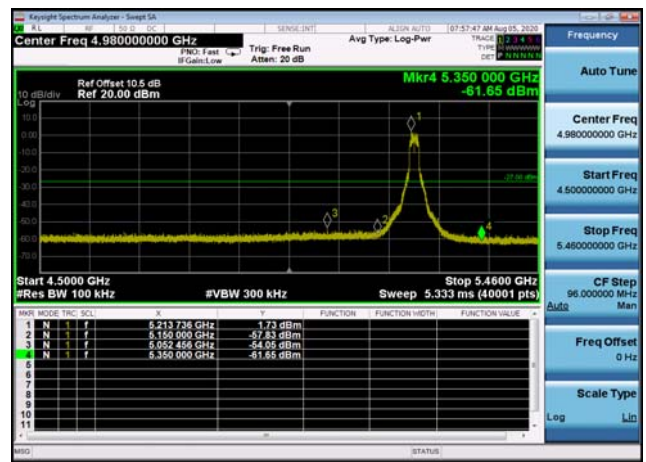 Keysight Spectrum Analyzer - Swept SA
RL RF 50 Ω DC SENSE:INT ALIGN AUTO 07:57:47 AM Aug 05, 2020
Center Freq 4.980000000 GHz
PNO: Fast
IFGain:Low
Trig: Free Run
Atten: 20 dB
Avg Type: Log-Pwr
TRACE 1 2 3 4 5 6
TYPE
DET P N N N N N
Mkr4 5.350 000 GHz
-61.65 dBm
Ref Offset 10.5 dB
10 dB/div Ref 20.00 dBm
Log
10.0
0.00
-10.0
-20.0
-30.0
-40.0
-50.0
-60.0
-70.0
1
-27.00 dBm
3
2
4
Start 4.5000 GHz Stop 5.4600 GHz
#Res BW 100 kHz #VBW 300 kHz Sweep 5.333 ms (40001 pts)
MKR MODE TRC SCL X Y FUNCTION FUNCTION WIDTH FUNCTION VALUE
1 N 1 f 5.213 736 GHz 1.73 dBm
2 N 1 f 5.150 000 GHz -57.83 dBm
3 N 1 f 5.052 456 GHz -54.05 dBm
4 N 1 f 5.350 000 GHz -61.65 dBm
5
6
7
8
9
10
11
MSG STATUS
Frequency
Auto Tune
Center Freq
4.980000000 GHz
Start Freq
4.500000000 GHz
Stop Freq
5.460000000 GHz
CF Step
96.000000 MHz
Auto Man
Freq Offset
0 Hz
Scale Type
Log Lin